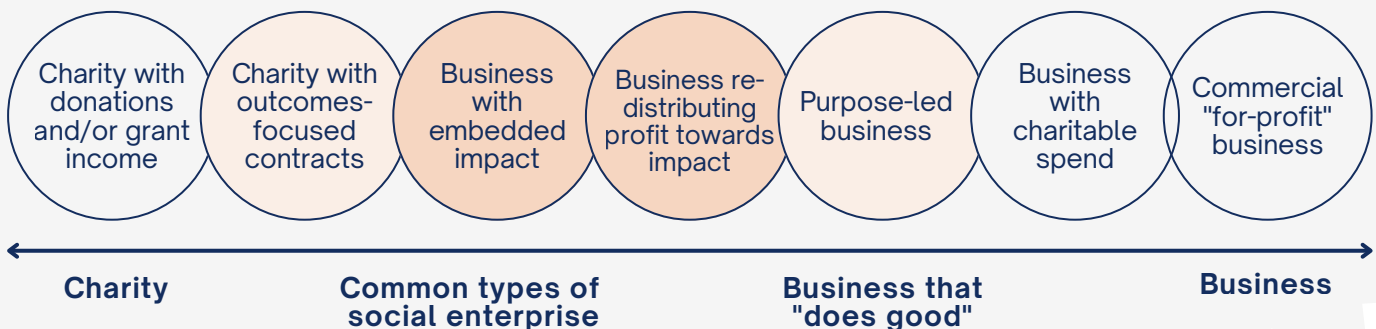 Charity with
donations
and/or grant
income
Charity with
outcomes-
focused
contracts
Business
with
embedded
impact
Business re-
distributing
profit towards
impact
Purpose-led
business
Business
with
charitable
spend
Commercial
"for-profit"
business
Charity
Common types of
social enterprise
Business that
"does good"
Business